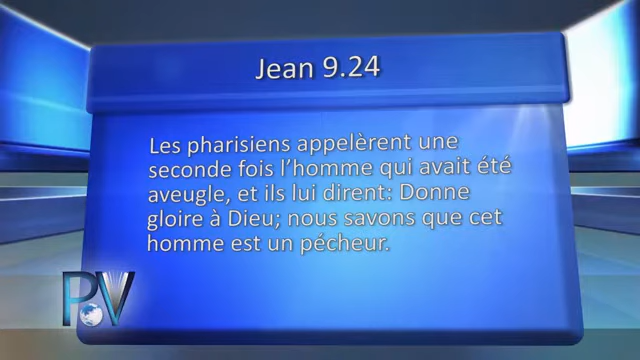 Jean 9.24
Les pharisiens appelèrent une
seconde fois l’homme qui avait été
aveugle, et ils lui dirent: Donne
gloire à Dieu; nous savons que cet
homme est un pécheur.
PV